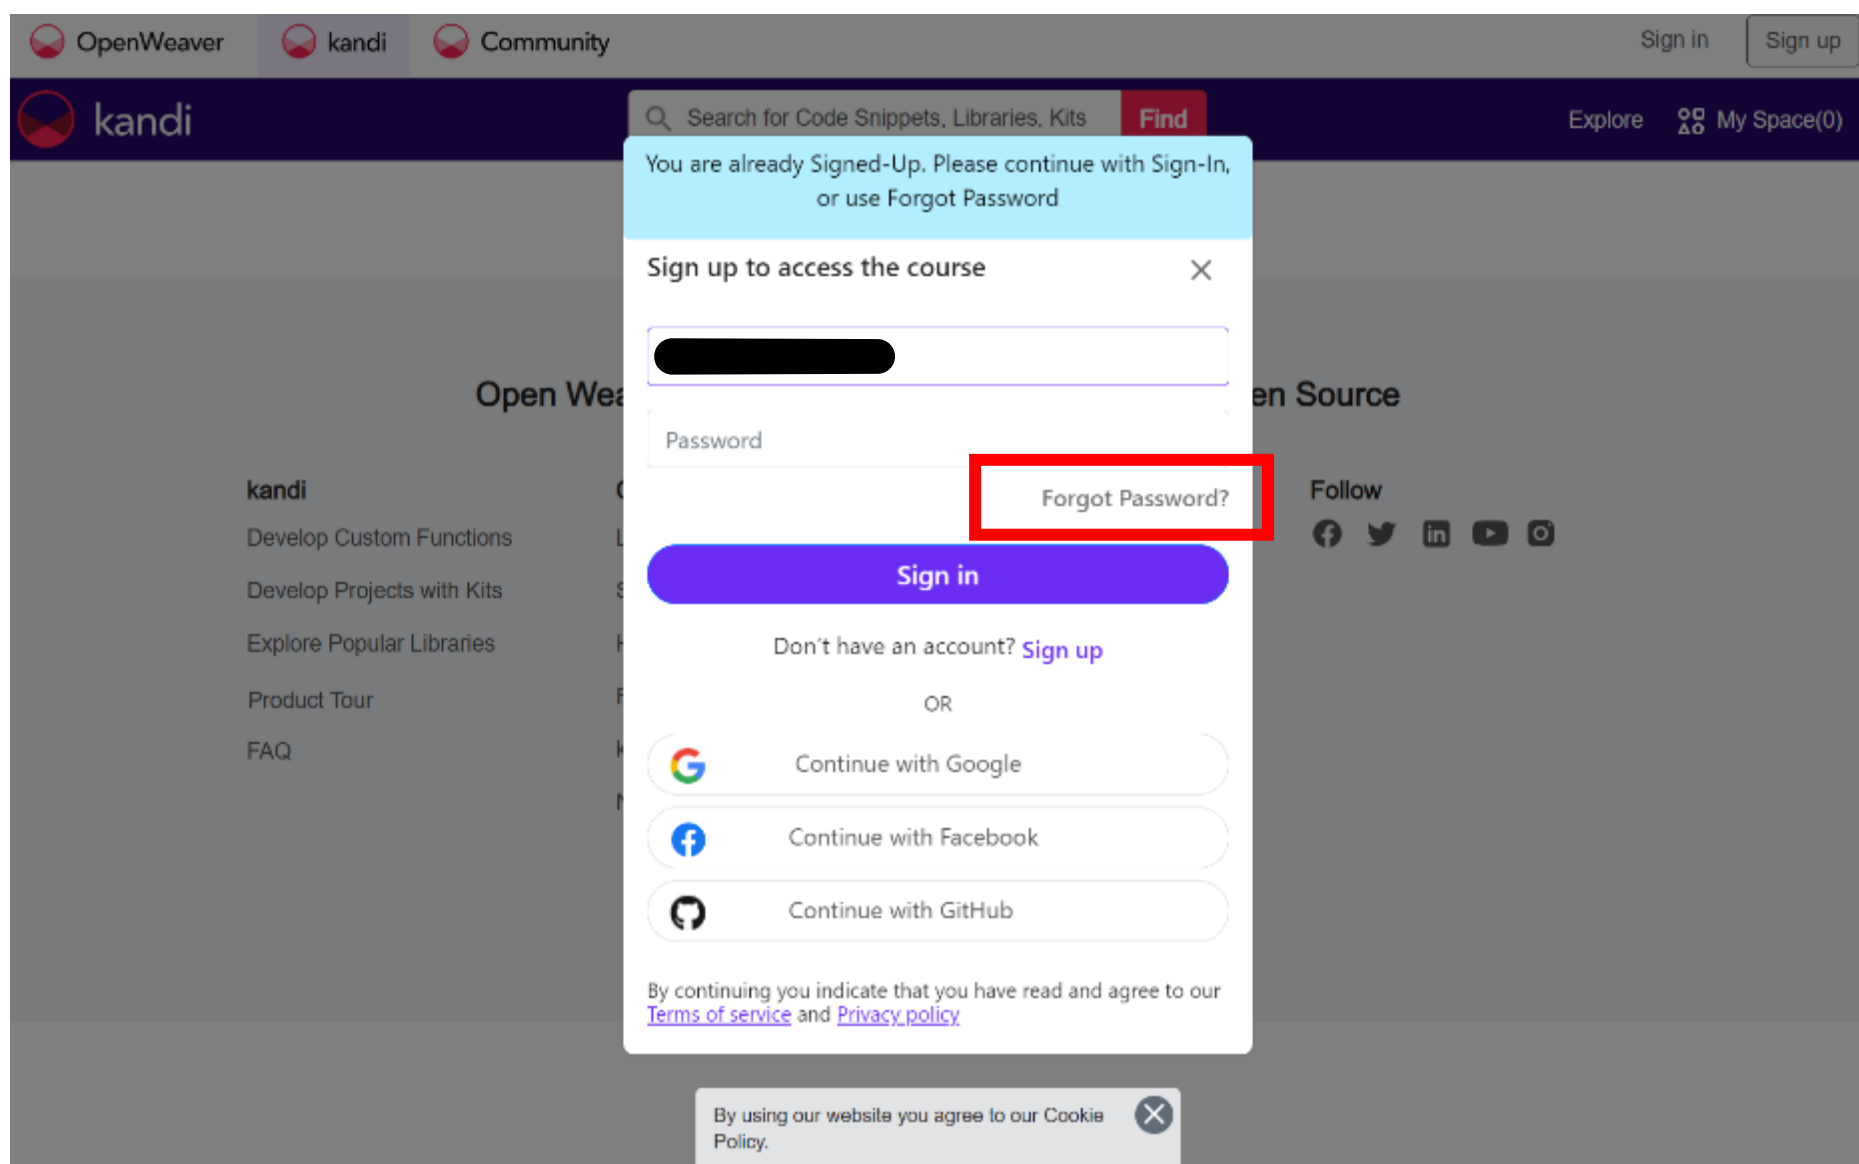 OpenWeaver kandi Community Sign in Sign up
kandi Search for Code Snippets, Libraries, Kits Find Explore My Space(0)
You are already Signed-Up. Please continue with Sign-In,
or use Forgot Password
Sign up to access the course
Open
en Source
Password
Forgot Password?
Sign in
Don't have an account? Sign up
OR
Continue with Google
Continue with Facebook
Continue with GitHub
By continuing you indicate that you have read and agree to our
Terms of service and Privacy policy
kandi
Develop Custom Functions
Develop Projects with Kits
Explore Popular Libraries
Product Tour
FAQ
Follow
By using our website you agree to our Cookie
Policy.